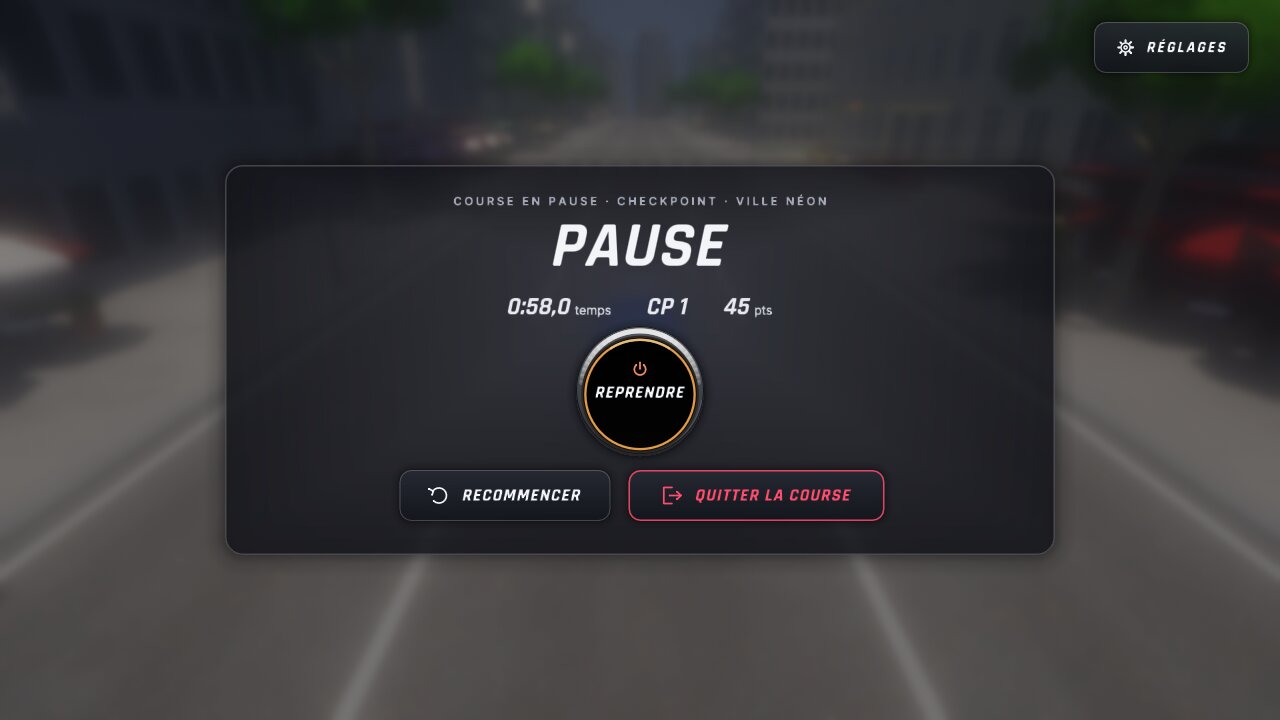 RÉGLAGES
COURSE EN PAUSE · CHECKPOINT · VILLE NÉON
PAUSE
0:58,0 temps CP 1 45 pts
REPRENDRE
RECOMMENCER QUITTER LA COURSE